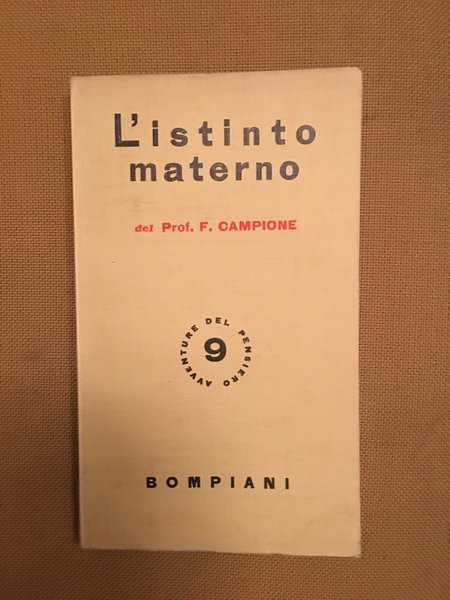 L'istinto
materno
del Prof. F. CAMPIONE
AVVENTURE DEL PENSIERO
9
BOMPIANI